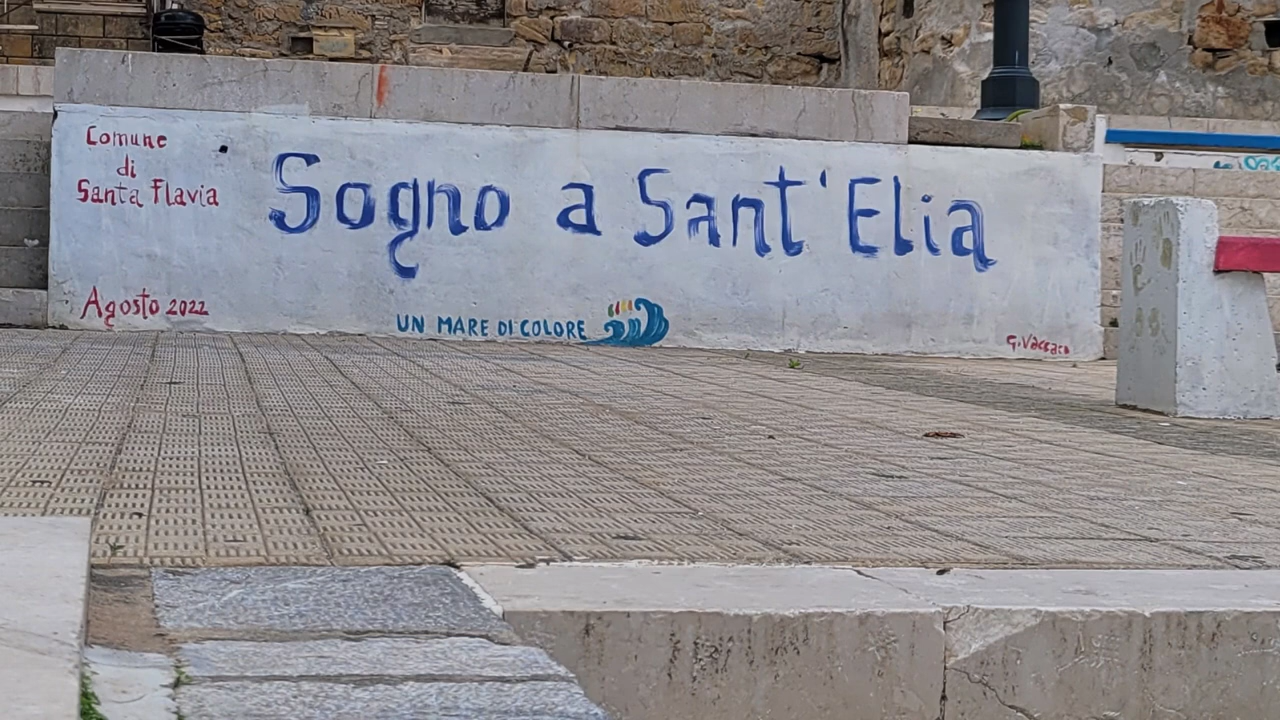 Comune
di
Santa Flavia
Sogno a Sant'Elia
Agosto 2022
UN MARE DI COLORE
G. Vaccaro